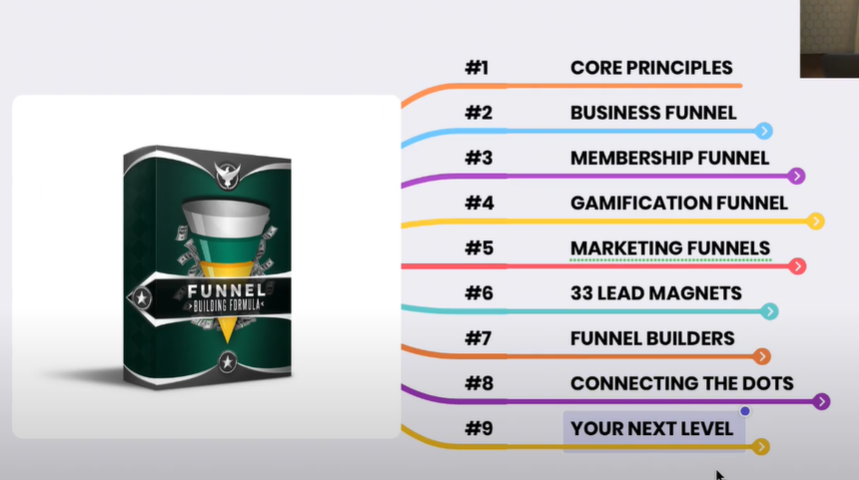 #1 CORE PRINCIPLES
#2 BUSINESS FUNNEL
#3 MEMBERSHIP FUNNEL
#4 GAMIFICATION FUNNEL
#5 MARKETING FUNNELS
#6 33 LEAD MAGNETS
#7 FUNNEL BUILDERS
#8 CONNECTING THE DOTS
#9 YOUR NEXT LEVEL
FUNNEL
BUILDING FORMULA